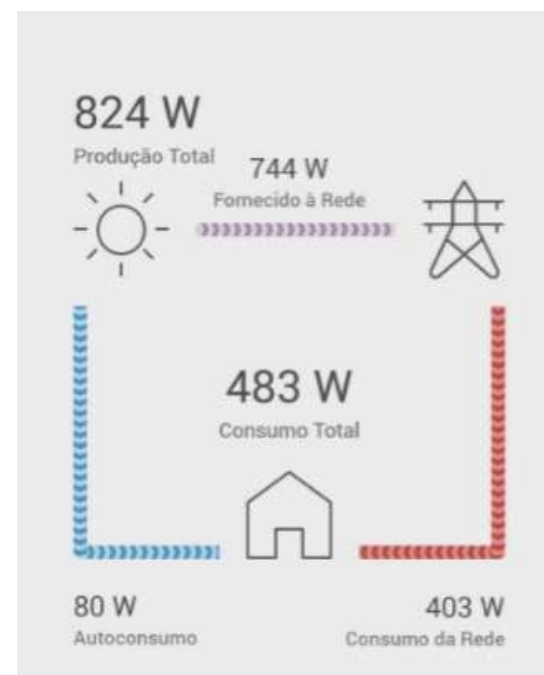 824 W
Produção Total
744 W
Fornecido à Rede
483 W
Consumo Total
80 W
Autoconsumo
403 W
Consumo da Rede